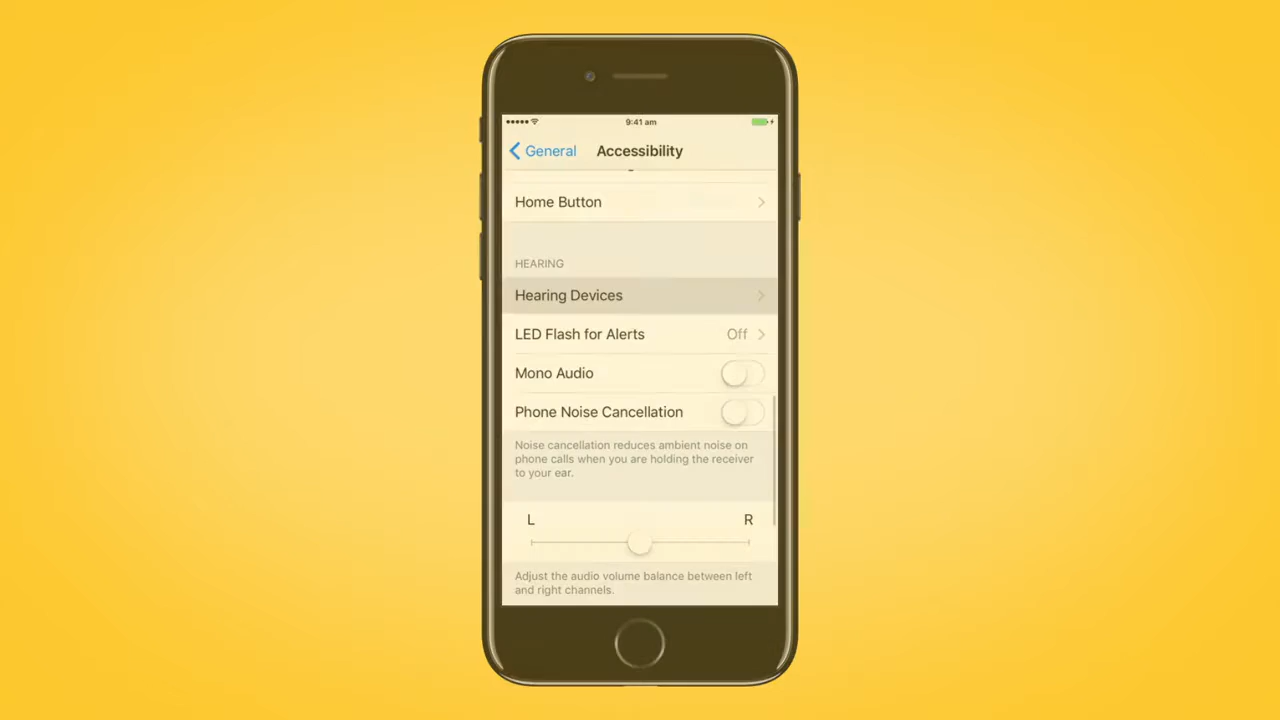 9:41 am
General
Accessibility
Home Button
HEARING
Hearing Devices
LED Flash for Alerts Off
Mono Audio
Phone Noise Cancellation
Noise cancellation reduces ambient noise on
phone calls when you are holding the receiver
to your ear.
L R
Adjust the audio volume balance between left
and right channels.